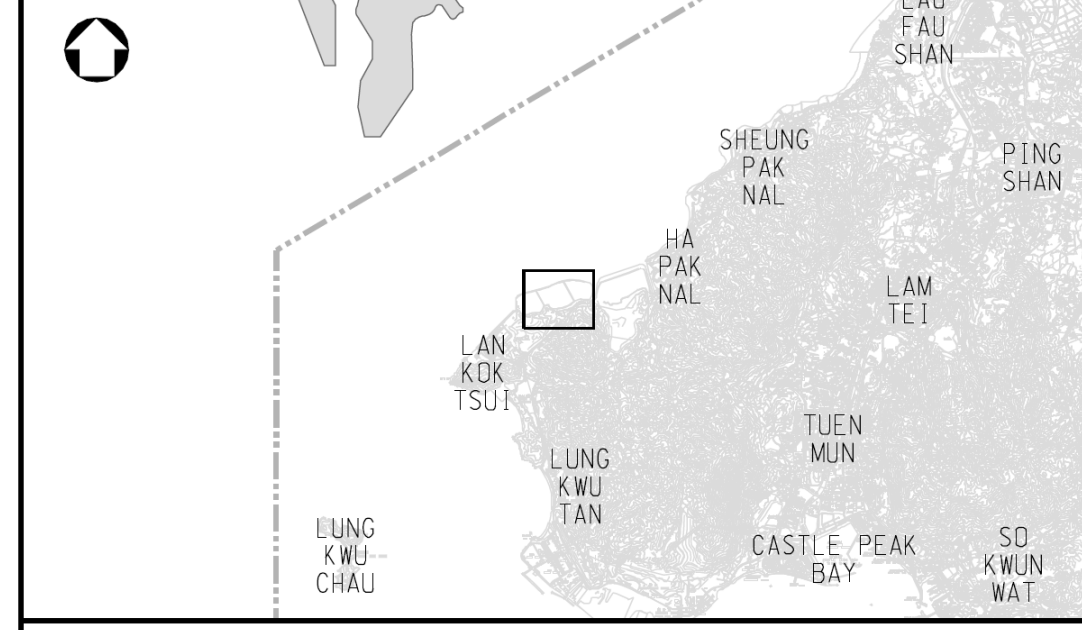 LAU
FAU
SHAN
SHEUNG
PAK
NAL
PING
SHAN
HA
PAK
NAL
LAM
TEI
LAN
KOK
TSUI
TUEN
MUN
LUNG
KWU
TAN
LUNG
KWU
CHAU
CASTLE PEAK
BAY
SO
KWUN
WAT